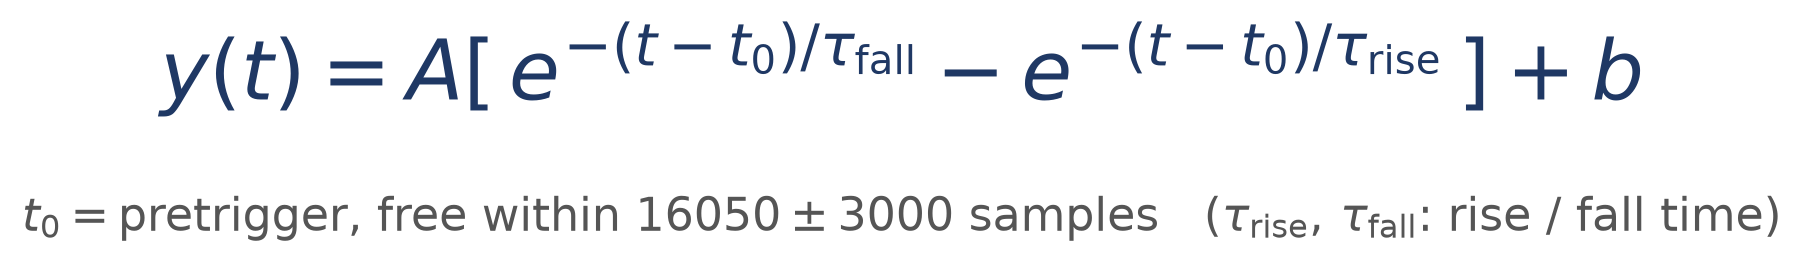 y(t) = A[ e^{−(t − t₀)/τ_fall} − e^{−(t − t₀)/τ_rise} ] + b
t₀ = pretrigger, free within 16050 ± 3000 samples (τ_rise, τ_fall: rise / fall time)